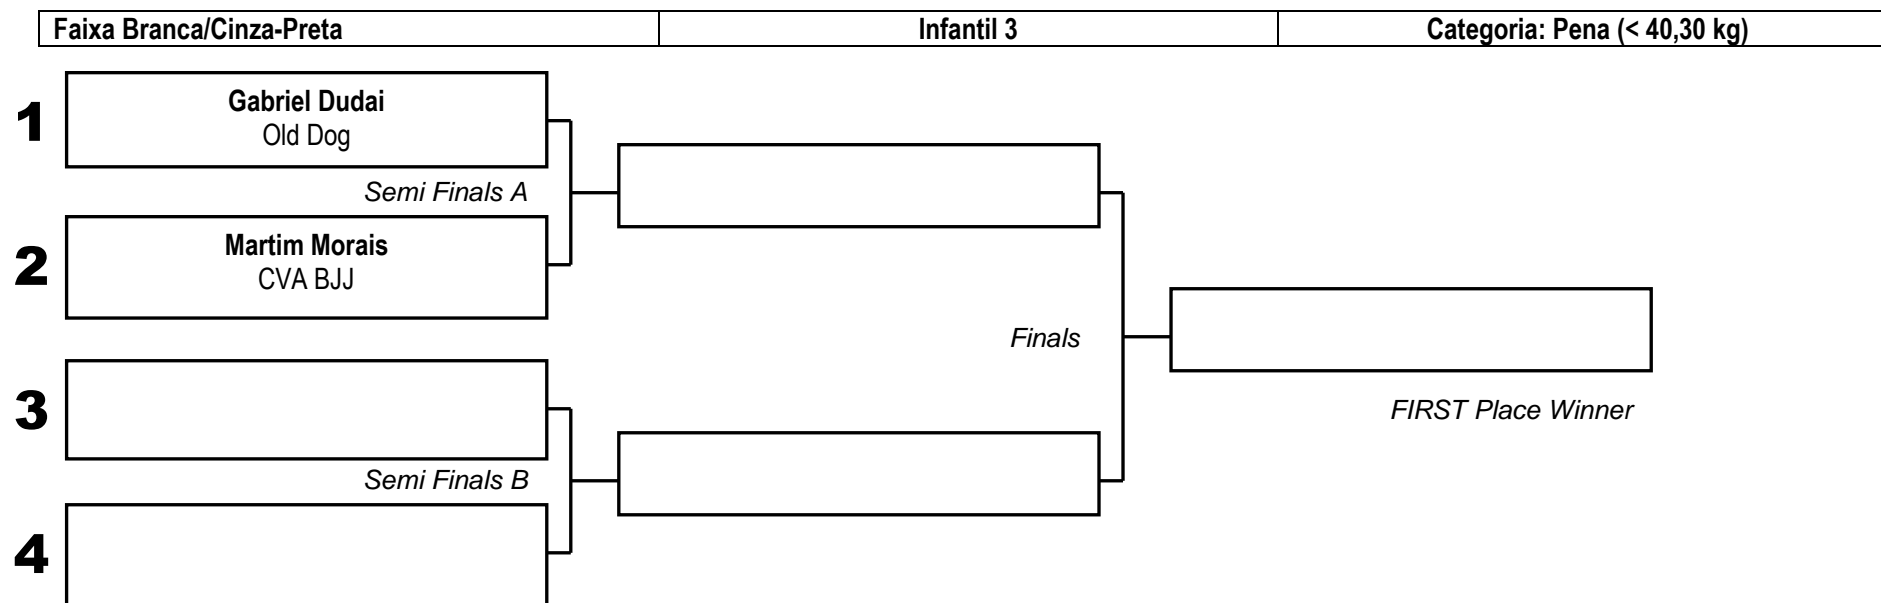 Faixa Branca/Cinza-Preta Infantil 3 Categoria: Pena (< 40,30 kg)
1
Gabriel Dudai
Old Dog
Semi Finals A
2
Martim Morais
CVA BJJ
Finals
3
FIRST Place Winner
Semi Finals B
4